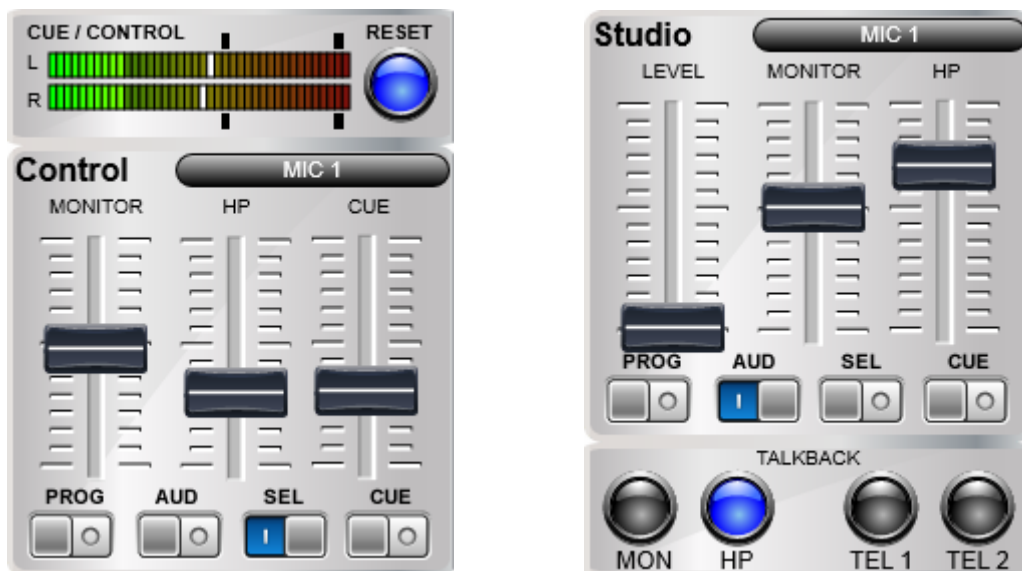 CUE / CONTROL
RESET
L
R
Control
MIC 1
MONITOR
HP
CUE
PROG
AUD
SEL
CUE
Studio
MIC 1
LEVEL
MONITOR
HP
PROG
AUD
SEL
CUE
TALKBACK
MON
HP
TEL 1
TEL 2